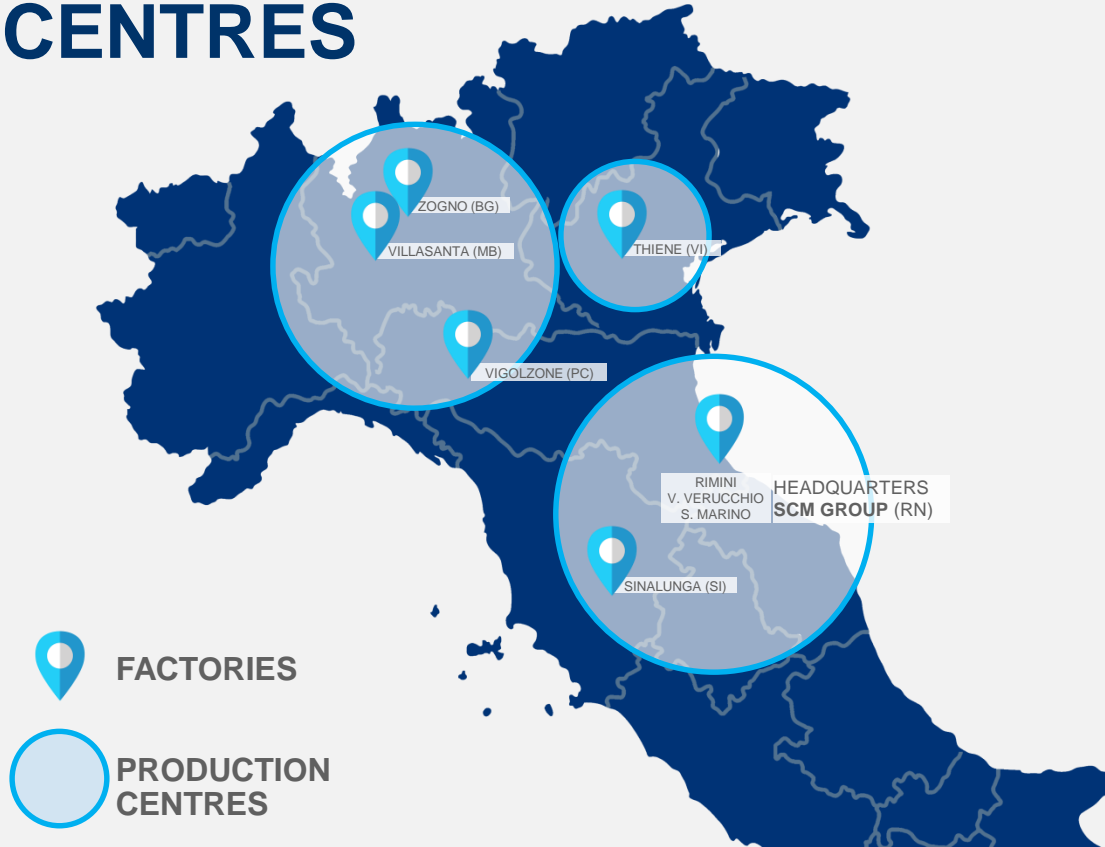 CENTRES
ZOGNO (BG)
VILLASANTA (MB)
THIENE (VI)
VIGOLZONE (PC)
RIMINI
V. VERUCCHIO
S. MARINO
HEADQUARTERS
SCM GROUP (RN)
SINALUNGA (SI)
FACTORIES
PRODUCTION
CENTRES